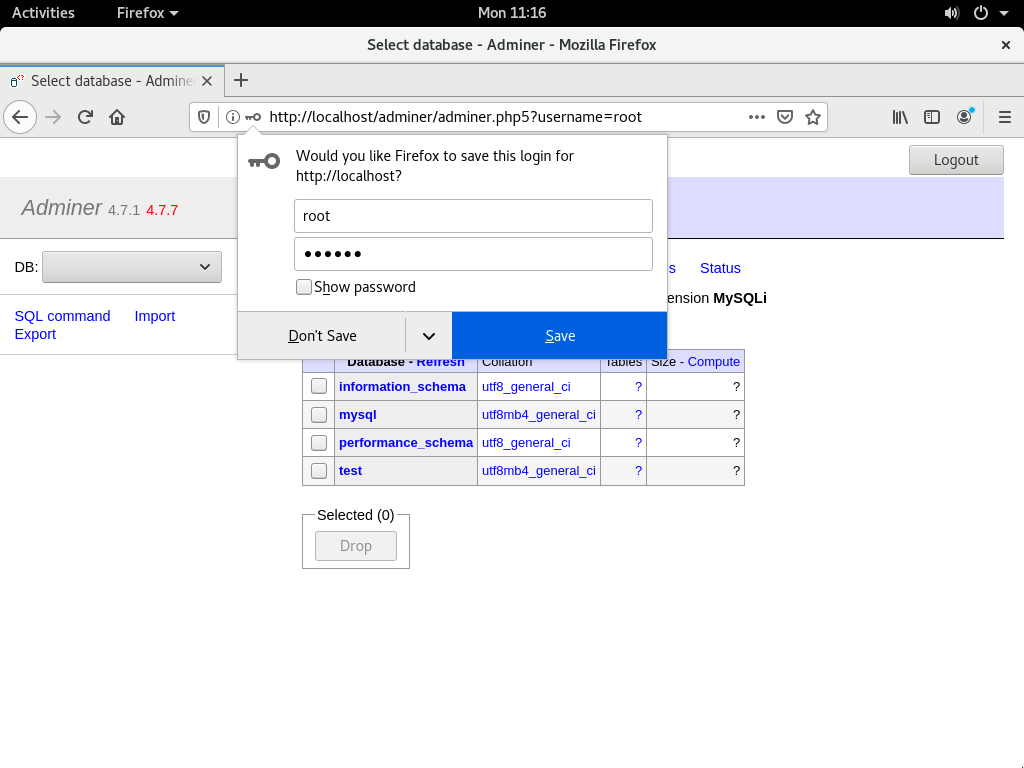 Activities Firefox Mon 11:16
Select database - Adminer - Mozilla Firefox
Select database - Admine
http://localhost/adminer/adminer.php5?username=root
Would you like Firefox to save this login for
http://localhost?
root
••••••
Show password
Don't Save Save
Logout
Adminer 4.7.1 4.7.7
DB:
SQL command Import
Export
s Status
ension MySQLi
Database - Refresh Collation Tables Size - Compute
information_schema utf8_general_ci ? ?
mysql utf8mb4_general_ci ? ?
performance_schema utf8_general_ci ? ?
test utf8mb4_general_ci ? ?
Selected (0)
Drop